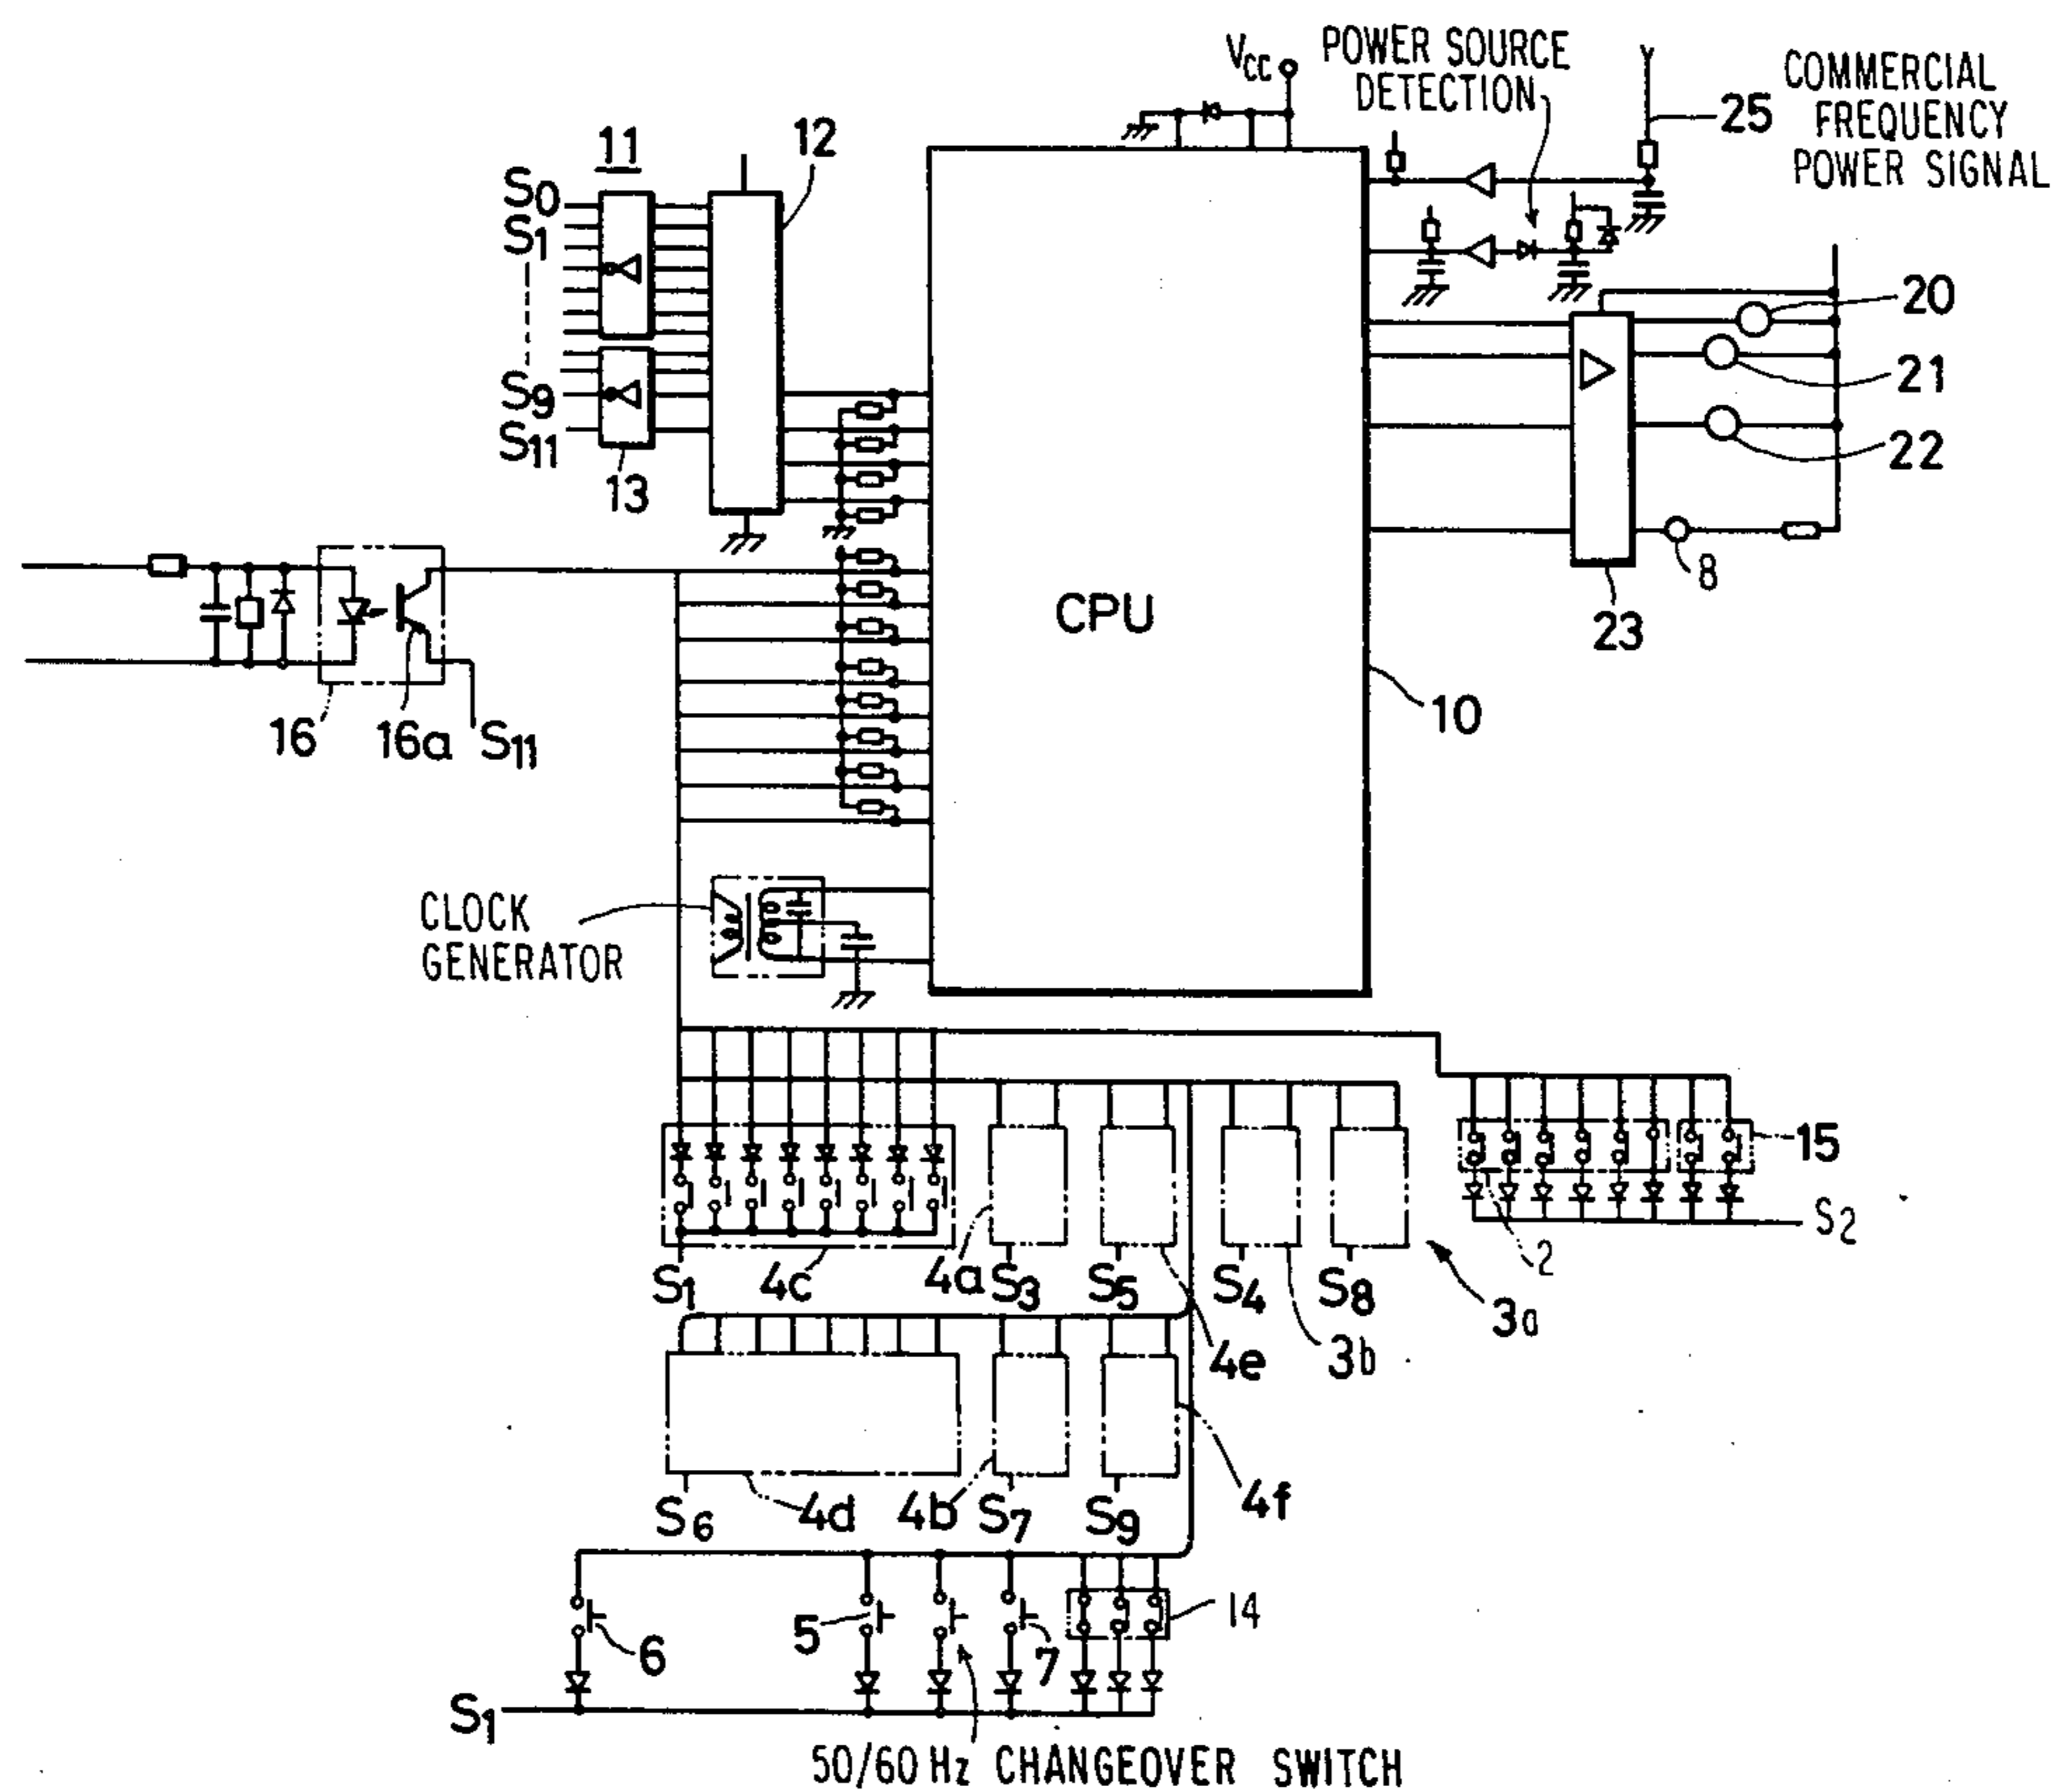 VCC
POWER SOURCE
DETECTION
25
COMMERCIAL
FREQUENCY
POWER SIGNAL
11
12
S0
S1
S9
S11
13
20
21
22
8
23
CPU
10
16
16a
S11
CLOCK
GENERATOR
15
S2
2
S1
4c
4a
S3
S5
S4
S8
3a
4e
3b
S6
4d
4b
S7
S9
4f
6
5
7
14
S1
50/60 Hz CHANGEOVER SWITCH